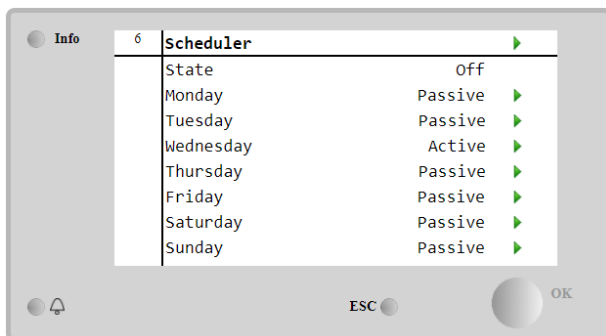 Info
6 Scheduler
State Off
Monday Passive
Tuesday Passive
Wednesday Active
Thursday Passive
Friday Passive
Saturday Passive
Sunday Passive
ESC
OK